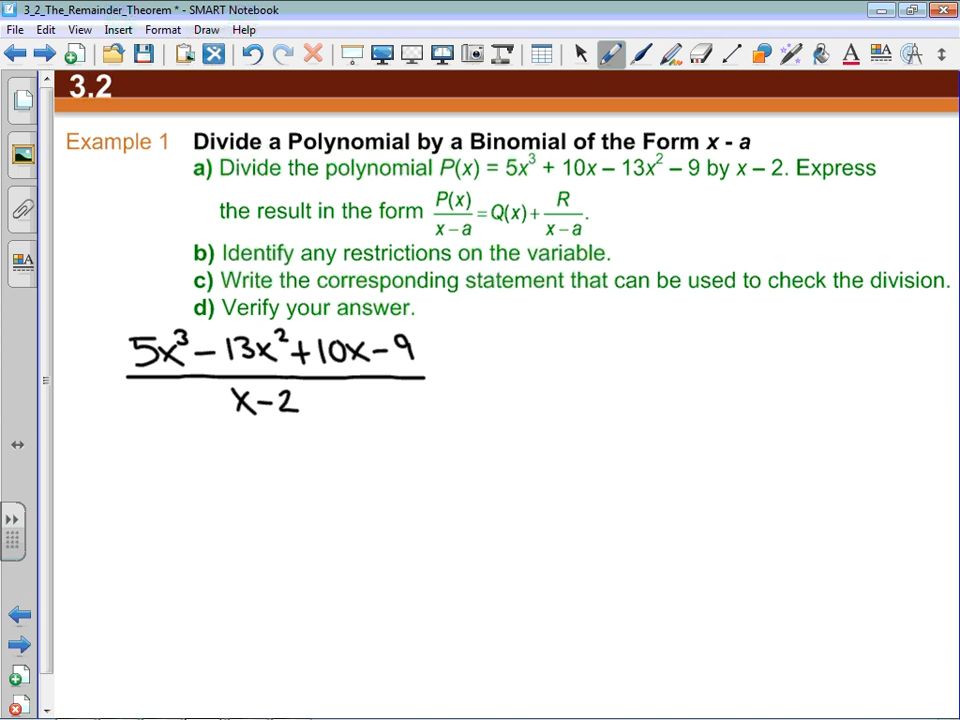 3_2_The_Remainder_Theorem * - SMART Notebook
File Edit View Insert Format Draw Help
3.2
Example 1 Divide a Polynomial by a Binomial of the Form x - a
a) Divide the polynomial P(x) = 5x³ + 10x – 13x² – 9 by x – 2. Express
the result in the form P(x)/(x – a) = Q(x) + R/(x – a).
b) Identify any restrictions on the variable.
c) Write the corresponding statement that can be used to check the division.
d) Verify your answer.
5x³ – 13x² + 10x – 9
x – 2